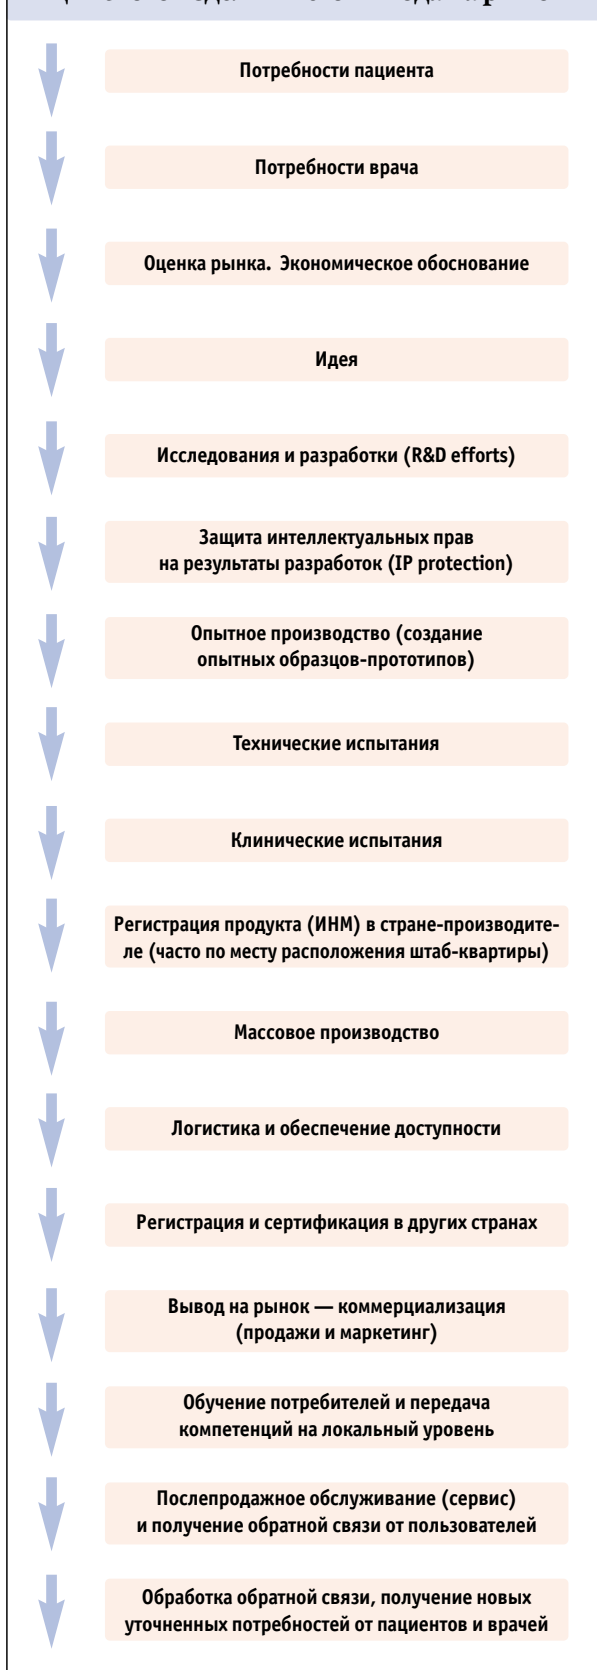 Потребности пациента
Потребности врача
Оценка рынка. Экономическое обоснование
Идея
Исследования и разработки (R&D efforts)
Защита интеллектуальных прав
на результаты разработок (IP protection)
Опытное производство (создание
опытных образцов-прототипов)
Технические испытания
Клинические испытания
Регистрация продукта (ИНМ) в стране-производите-
ле (часто по месту расположения штаб-квартиры)
Массовое производство
Логистика и обеспечение доступности
Регистрация и сертификация в других странах
Вывод на рынок — коммерциализация
(продажи и маркетинг)
Обучение потребителей и передача
компетенций на локальный уровень
Послепродажное обслуживание (сервис)
и получение обратной связи от пользователей
Обработка обратной связи, получение новых
уточненных потребностей от пациентов и врачей